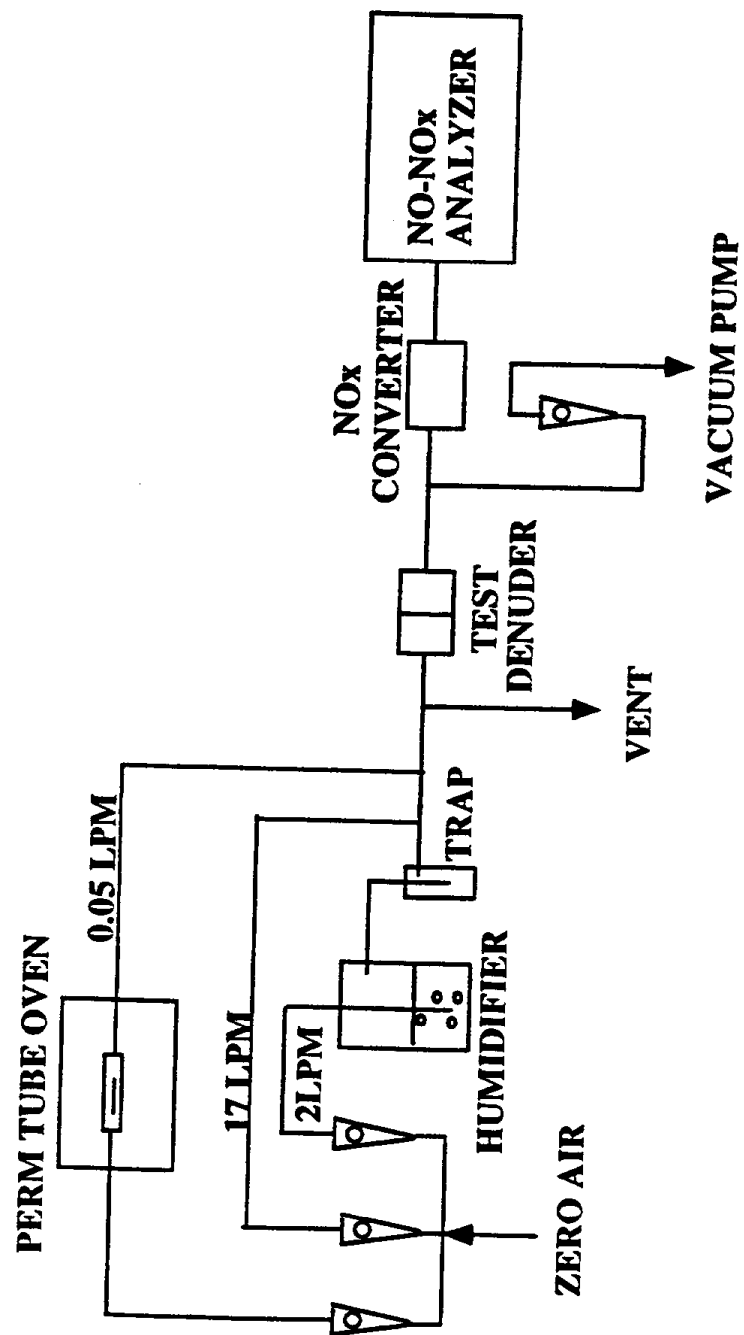 PERM TUBE OVEN
0.05 LPM
17 LPM
2LPM
HUMIDIFIER
TRAP
ZERO AIR
VENT
TEST
DENUDER
NOx
CONVERTER
NO-NOx
ANALYZER
VACUUM PUMP